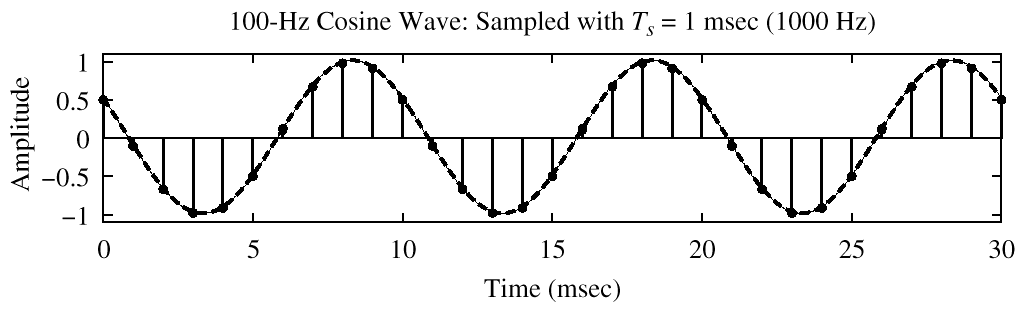 100-Hz Cosine Wave: Sampled with Tₛ = 1 msec (1000 Hz)
1
0.5
0
−0.5
−1
Amplitude
0 5 10 15 20 25 30
Time (msec)